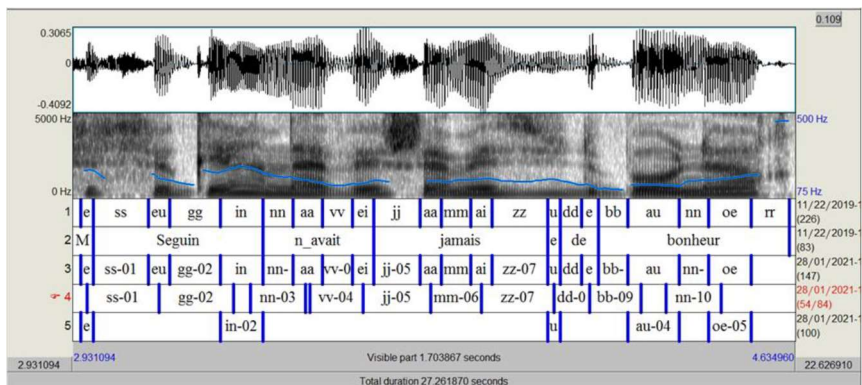 0.109
0.3065
0
-0.4092
5000 Hz 500 Hz
0 Hz 75 Hz
1 e ss eu gg in nn aa vv ei jj aa mm ai zz u dd e bb au nn oe rr 11/22/2019-1
(226)
2 M Seguin n_avait jamais e de bonheur 11/22/2019-1
(83)
3 e ss-01 eu gg-02 in nn- aa vv-0 ei jj-05 aa mm ai zz-07 u dd e bb- au nn- oe 28/01/2021-1
(147)
4 ss-01 gg-02 nn-03 vv-04 jj-05 mm-06 zz-07 dd-0 bb-09 nn-10 28/01/2021-1
(54/84)
5 e in-02 u au-04 oe-05 28/01/2021-1
(100)
2.931094 Visible part 1.703867 seconds 4.634960
2.931094 22.626910
Total duration 27.261870 seconds